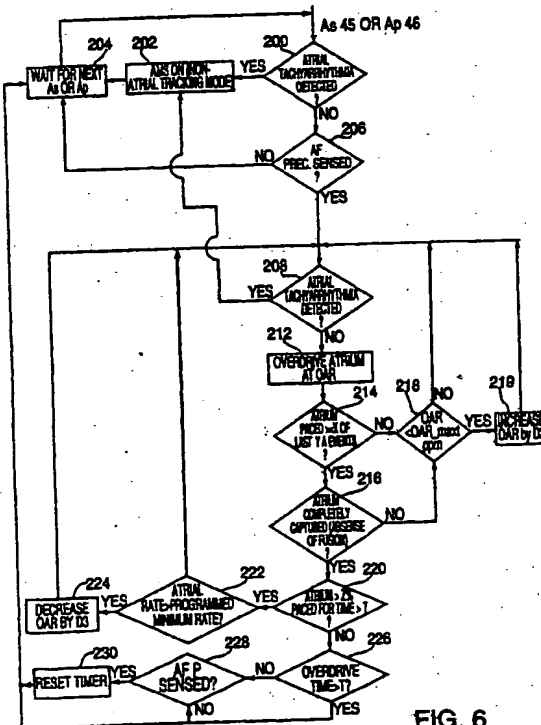 As 45 OR Ap 46
204
202
200
WAIT FOR NEXT
As OR Ap
AMS ON (NON-
ATRIAL TRACKING MODE)
YES
ATRIAL
TACHYARRHYTHMIA
DETECTED
?
NO
206
NO
AF
PREC. SENSED
?
YES
208
YES
ATRIAL
TACHYARRHYTHMIA
DETECTED
?
NO
212
OVERDRIVE ATRIUM
AT OAR
214
218
219
NO
ATRIUM
PACED >=X OF
LAST Y A EVENTS
?
NO
OAR
<OAR_max
ppm
YES
OAR by D3
YES
216
ATRIUM
COMPLETELY
CAPTURED (ABSENSE
OF FUSION)
?
NO
YES
224
222
220
DECREASE
OAR BY D3
YES
ATRIAL
RATE>PROGRAMMED
MINIMUM RATE?
YES
ATRIUM
PACED FOR TIME > T
?
NO
230
228
226
RESET TIMER
YES
AF P
SENSED?
NO
OVERDRIVE
TIME>T?
NO
YES
FIG. 6